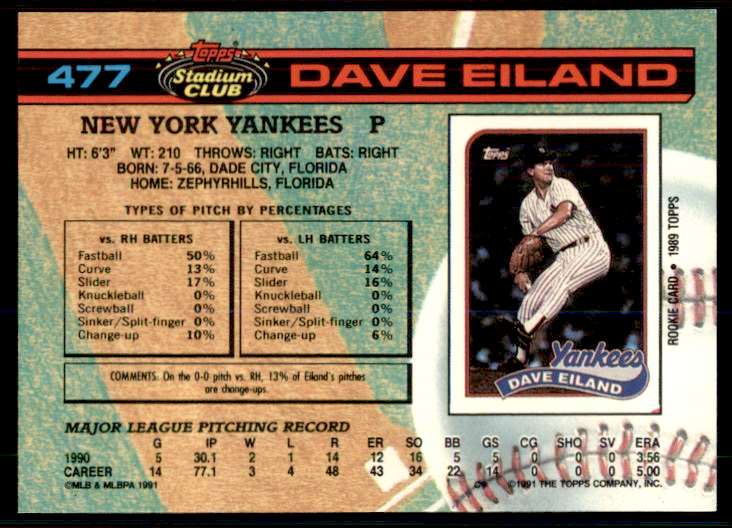 477
Topps
Stadium
CLUB
DAVE EILAND
NEW YORK YANKEES P
HT: 6'3" WT: 210 THROWS: RIGHT BATS: RIGHT
BORN: 7-5-66, DADE CITY, FLORIDA
HOME: ZEPHYRHILLS, FLORIDA
TYPES OF PITCH BY PERCENTAGES
vs. RH BATTERS
Fastball 50%
Curve 13%
Slider 17%
Knuckleball 0%
Screwball 0%
Sinker/Split-finger 0%
Change-up 10%
vs. LH BATTERS
Fastball 64%
Curve 14%
Slider 16%
Knuckleball 0%
Screwball 0%
Sinker/Split-finger 0%
Change-up 6%
COMMENTS: On the 0-0 pitch vs. RH, 13% of Eiland's pitches
are change-ups.
Topps
Yankees
DAVE EILAND
ROOKIE CARD • 1989 TOPPS
MAJOR LEAGUE PITCHING RECORD
G IP W L R ER SO BB GS CG SHO SV ERA
1990 5 30.1 2 1 14 12 16 5 5 0 0 0 3.56
CAREER 14 77.1 3 4 48 43 34 22 14 0 0 0 5.00
©MLB & MLBPA 1991
C* ©1991 THE TOPPS COMPANY, INC.